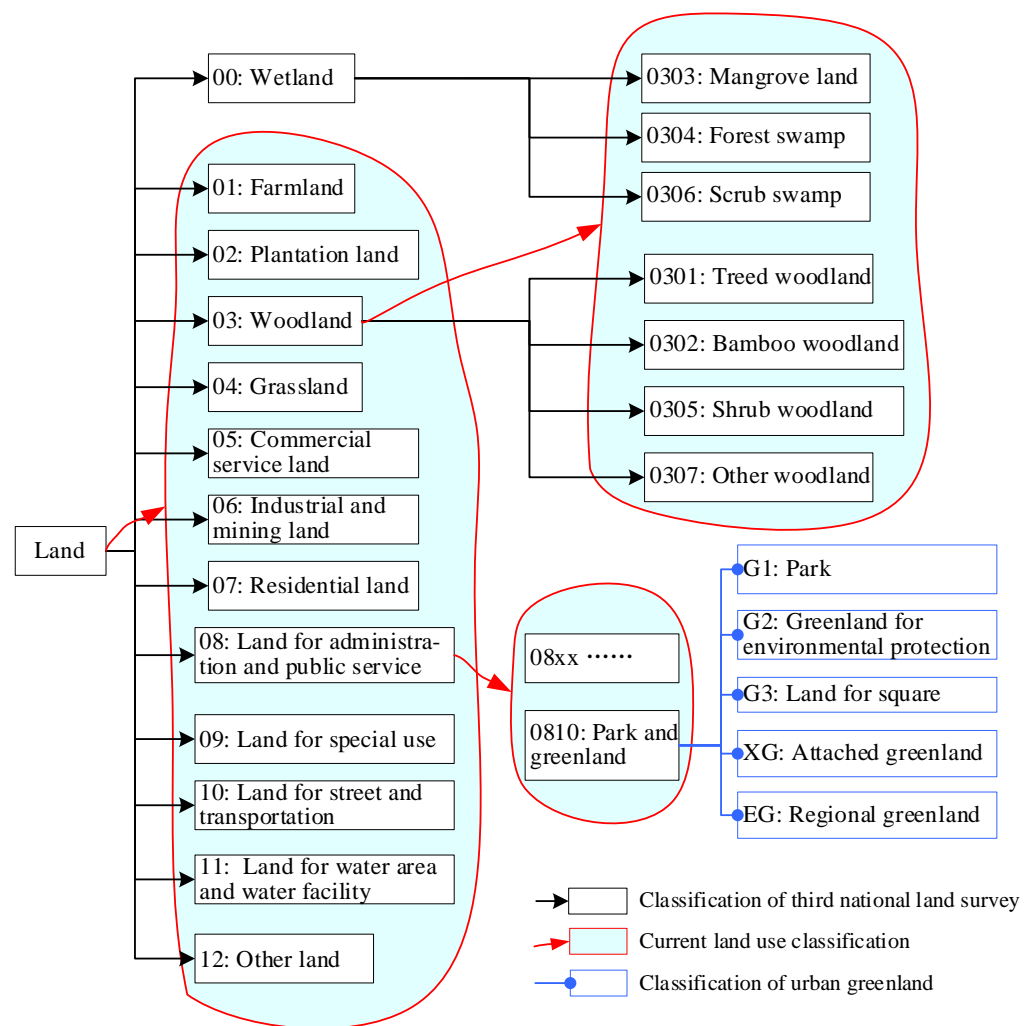 Land
00: Wetland
01: Farmland
02: Plantation land
03: Woodland
04: Grassland
05: Commercial
service land
06: Industrial and
mining land
07: Residential land
08: Land for administra-
tion and public service
09: Land for special use
10: Land for street and
transportation
11:  Land for water area
and water facility
12: Other land
0303: Mangrove land
0304: Forest swamp
0306: Scrub swamp
0301: Treed woodland
0302: Bamboo woodland
0305: Shrub woodland
0307: Other woodland
08xx ······
0810: Park and
greenland
G1: Park
G2: Greenland for
environmental protection
G3: Land for square
XG: Attached greenland
EG: Regional greenland
Classification of third national land survey
Current land use classification
Classification of urban greenland